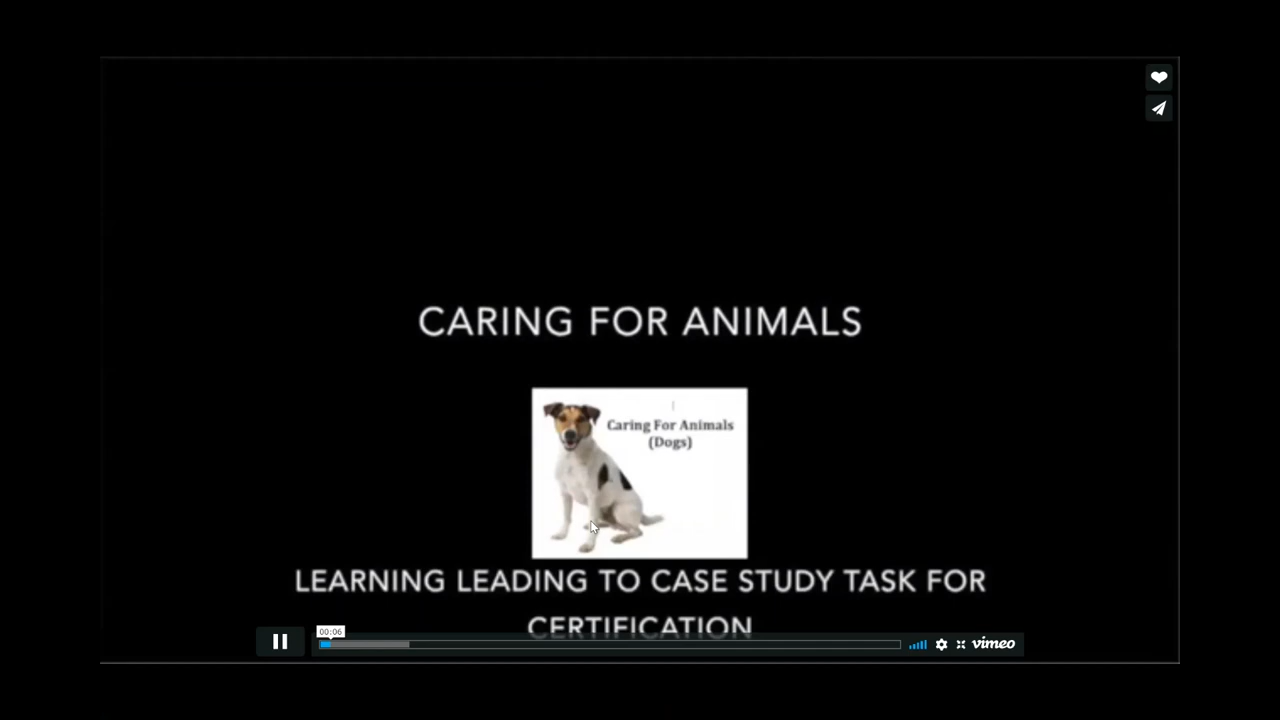 CARING FOR ANIMALS
Caring For Animals
(Dogs)
LEARNING LEADING TO CASE STUDY TASK FOR
CERTIFICATION
00:06
vimeo